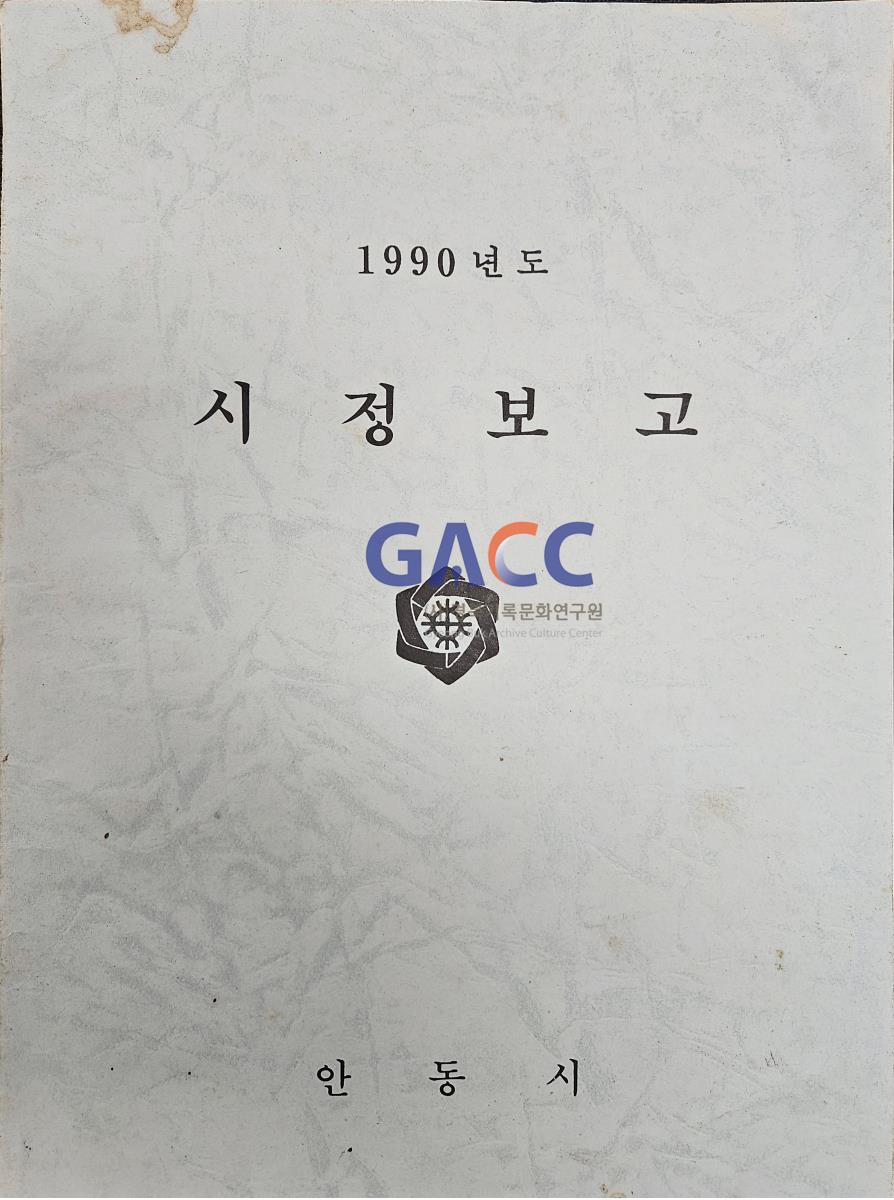 1990년도
시정보고
GACC
록문화연구원
Archive Culture Center
안동시